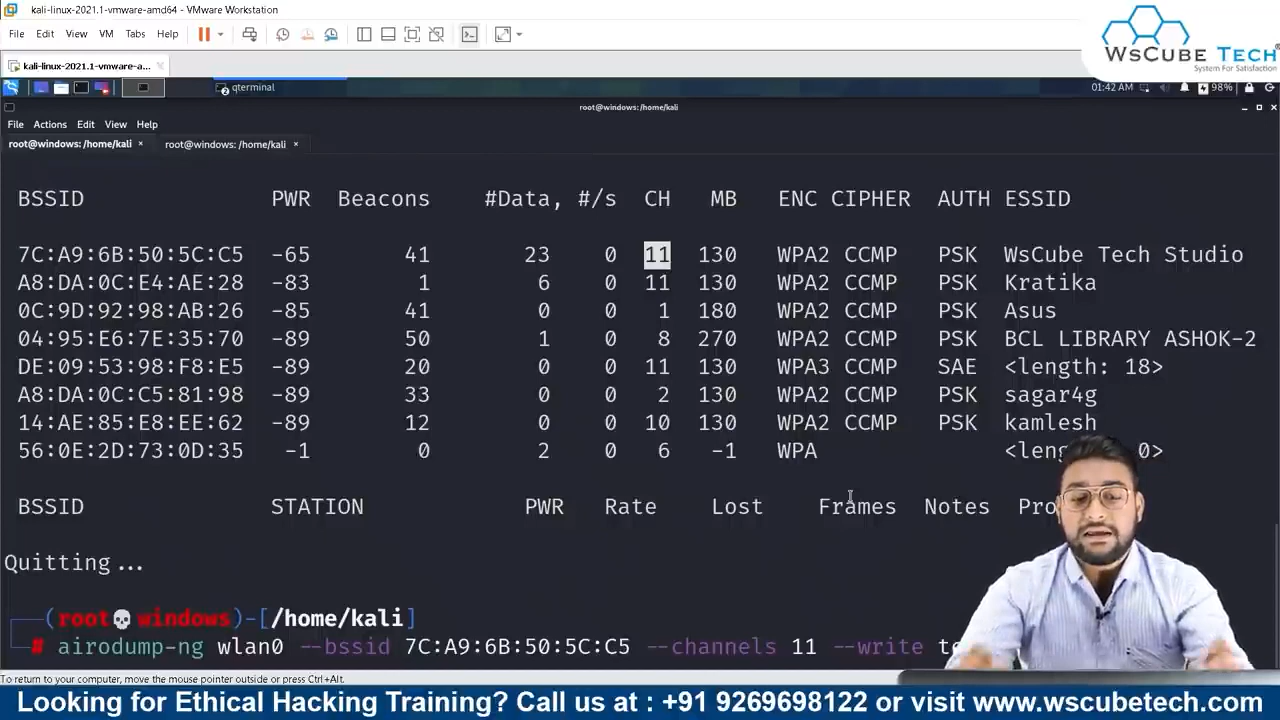 kali-linux-2021.1-vmware-amd64 - VMware Workstation
File Edit View VM Tabs Help
WsCube Tech
System For Satisfaction
kali-linux-2021.1-vmware-a...
qterminal
01:42 AM 98%
root@windows:/home/kali
File Actions Edit View Help
root@windows:/home/kali × root@windows:/home/kali ×
BSSID PWR Beacons #Data, #/s CH MB ENC CIPHER AUTH ESSID
7C:A9:6B:50:5C:C5 -65 41 23 0 11 130 WPA2 CCMP PSK WsCube Tech Studio
A8:DA:0C:E4:AE:28 -83 1 6 0 11 130 WPA2 CCMP PSK Kratika
0C:9D:92:98:AB:26 -85 41 0 0 1 180 WPA2 CCMP PSK Asus
04:95:E6:7E:35:70 -89 50 1 0 8 270 WPA2 CCMP PSK BCL LIBRARY ASHOK-2
DE:09:53:98:F8:E5 -89 20 0 0 11 130 WPA3 CCMP SAE <length: 18>
A8:DA:0C:C5:81:98 -89 33 0 0 2 130 WPA2 CCMP PSK sagar4g
14:AE:85:E8:EE:62 -89 12 0 0 10 130 WPA2 CCMP PSK kamlesh
56:0E:2D:73:0D:35 -1 0 2 0 6 -1 WPA <leng 0>
BSSID STATION PWR Rate Lost Frames Notes
Quitting...
(root💀windows)-[/home/kali]
# airodump-ng wlan0 --bssid 7C:A9:6B:50:5C:C5 --channels 11 --write
To return to your computer, move the mouse pointer outside or press Ctrl+Alt.
Looking for Ethical Hacking Training? Call us at : +91 9269698122 or visit www.wscubetech.com